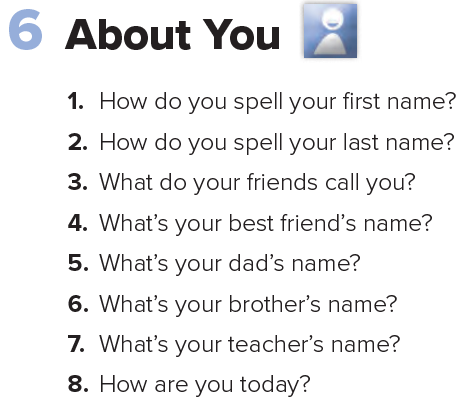 6 About You
1. How do you spell your first name?
2. How do you spell your last name?
3. What do your friends call you?
4. What's your best friend's name?
5. What's your dad's name?
6. What's your brother's name?
7. What's your teacher's name?
8. How are you today?